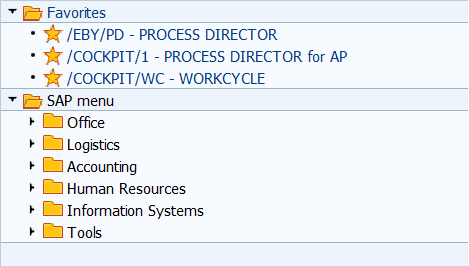 Favorites
/EBY/PD - PROCESS DIRECTOR
/COCKPIT/1 - PROCESS DIRECTOR for AP
/COCKPIT/WC - WORKCYCLE
SAP menu
Office
Logistics
Accounting
Human Resources
Information Systems
Tools